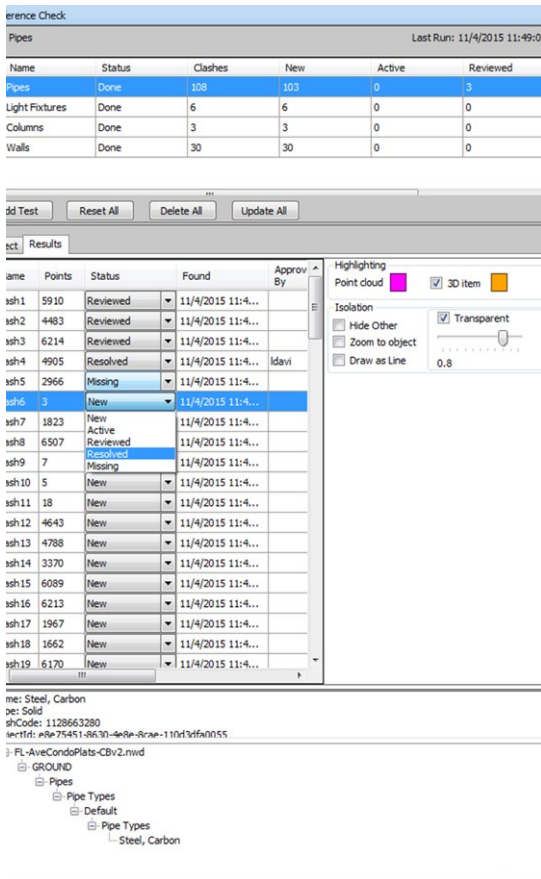 erence Check
Pipes Last Run: 11/4/2015 11:49:0
Name Status Clashes New Active Reviewed
Pipes Done 108 103 0 3
Light Fixtures Done 6 6 0 0
Columns Done 3 3 0 0
Walls Done 30 30 0 0
dd Test Reset All Delete All Update All
ect Results
ame Points Status Found Approv By
ash1 5910 Reviewed 11/4/2015 11:4...
ash2 4483 Reviewed 11/4/2015 11:4...
ash3 6214 Reviewed 11/4/2015 11:4...
ash4 4905 Resolved 11/4/2015 11:4... ldavi
ash5 2966 Missing 11/4/2015 11:4...
ash6 3 New 11/4/2015 11:4...
ash7 1823 11/4/2015 11:4...
ash8 6507 11/4/2015 11:4...
ash9 7 11/4/2015 11:4...
New
Active
Reviewed
Resolved
Missing
ash10 5 New 11/4/2015 11:4...
ash11 18 New 11/4/2015 11:4...
ash12 4643 New 11/4/2015 11:4...
ash13 4788 New 11/4/2015 11:4...
ash14 3370 New 11/4/2015 11:4...
ash15 6089 New 11/4/2015 11:4...
ash16 6213 New 11/4/2015 11:4...
ash17 1967 New 11/4/2015 11:4...
ash18 1662 New 11/4/2015 11:4...
ash19 6170 New 11/4/2015 11:4...
Highlighting
Point cloud 3D item
Isolation
Hide Other Transparent
Zoom to object
Draw as Line 0.8
me: Steel, Carbon
pe: Solid
shCode: 1128663280
jectId: e8e75451-8630-4e8e-8cae-110d3dfa0055
FL-AveCondoPlats-CBv2.nwd
GROUND
Pipes
Pipe Types
Default
Pipe Types
Steel, Carbon